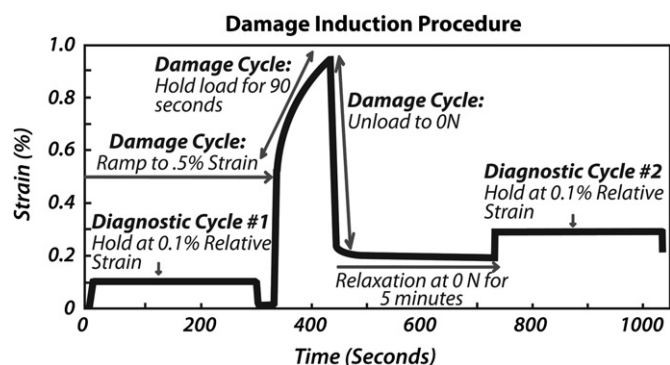 Damage Induction Procedure
Strain (%)
1.0
0.8
0.6
0.4
0.2
0
Damage Cycle:
Hold load for 90
seconds
Damage Cycle:
Unload to 0N
Damage Cycle:
Ramp to .5% Strain
Diagnostic Cycle #1
Hold at 0.1% Relative
Strain
Diagnostic Cycle #2
Hold at 0.1% Relative
Strain
Relaxation at 0 N for
5 minutes
0 200 400 600 800 1000
Time (Seconds)